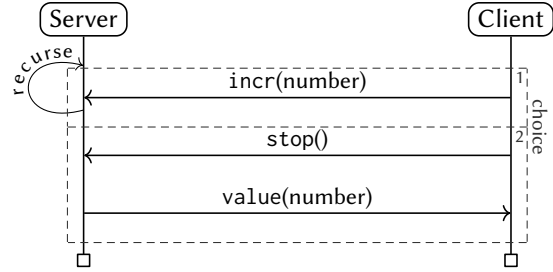 Server Client
recurse
1
incr(number)
choice
2
stop()
value(number)